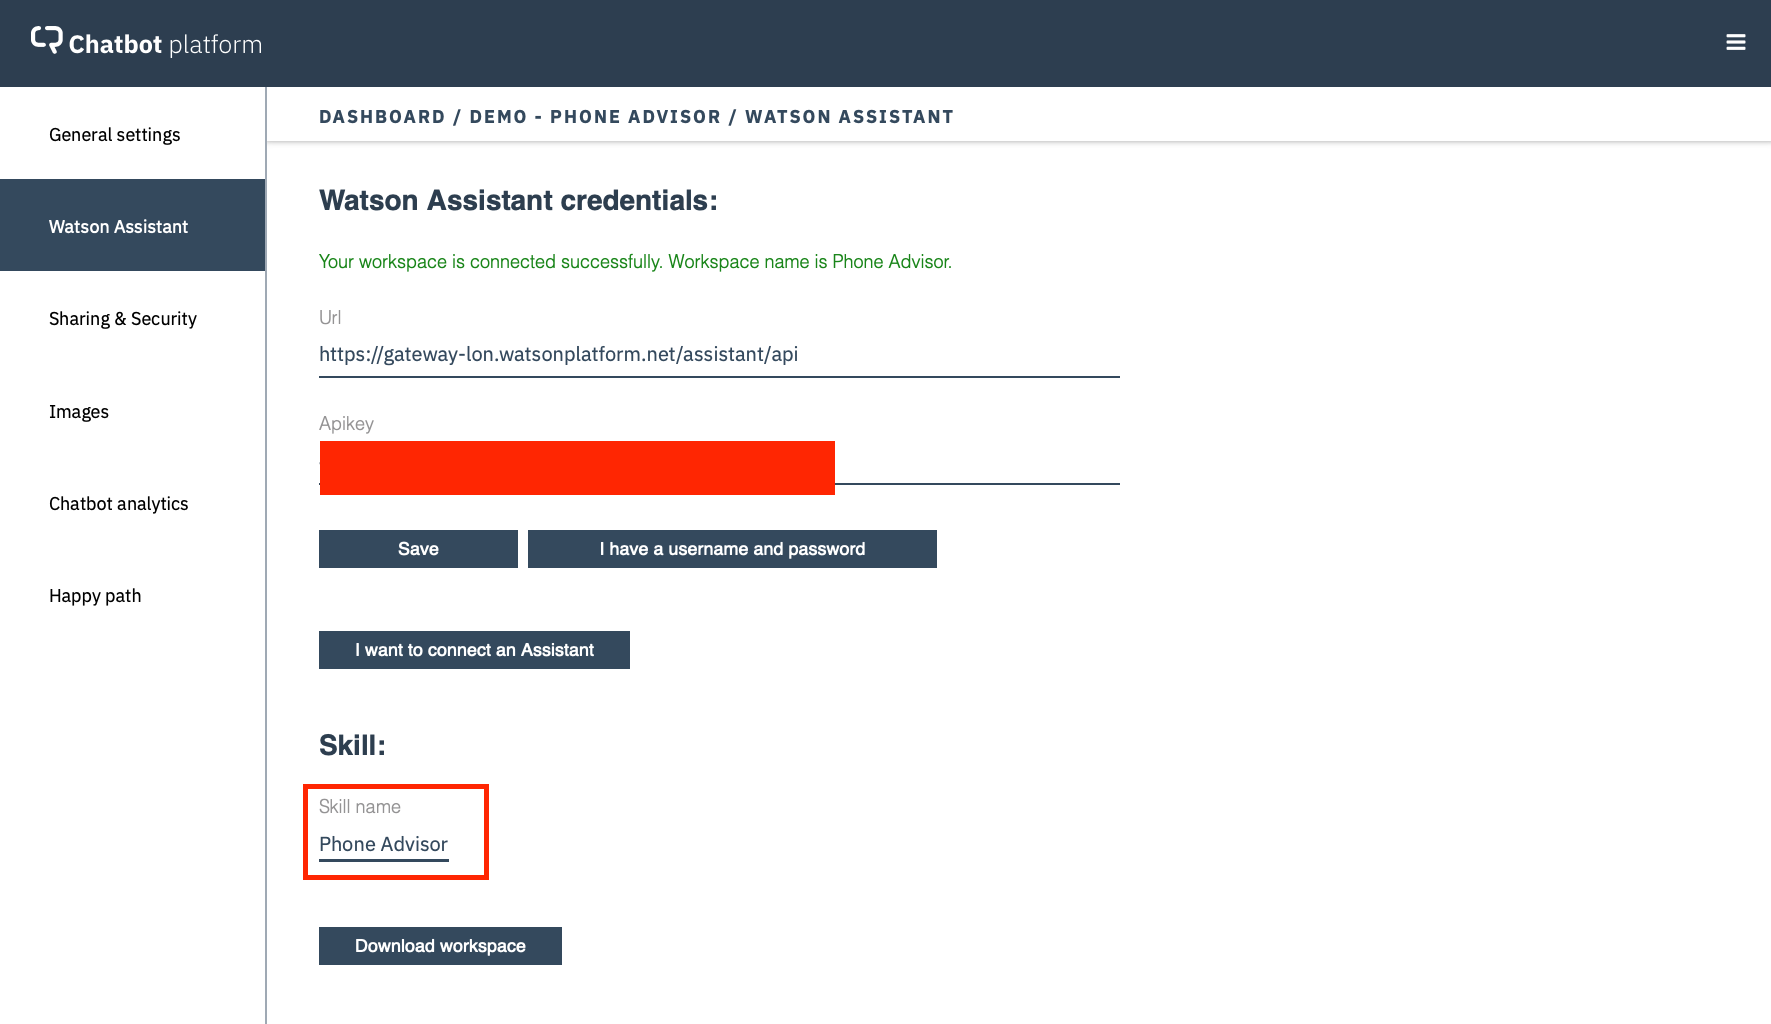 Chatbot platform
General settings
Watson Assistant
Sharing & Security
Images
Chatbot analytics
Happy path
DASHBOARD / DEMO - PHONE ADVISOR / WATSON ASSISTANT
Watson Assistant credentials:
Your workspace is connected successfully. Workspace name is Phone Advisor.
Url
https://gateway-lon.watsonplatform.net/assistant/api
Apikey
Save
I have a username and password
I want to connect an Assistant
Skill:
Skill name
Phone Advisor
Download workspace